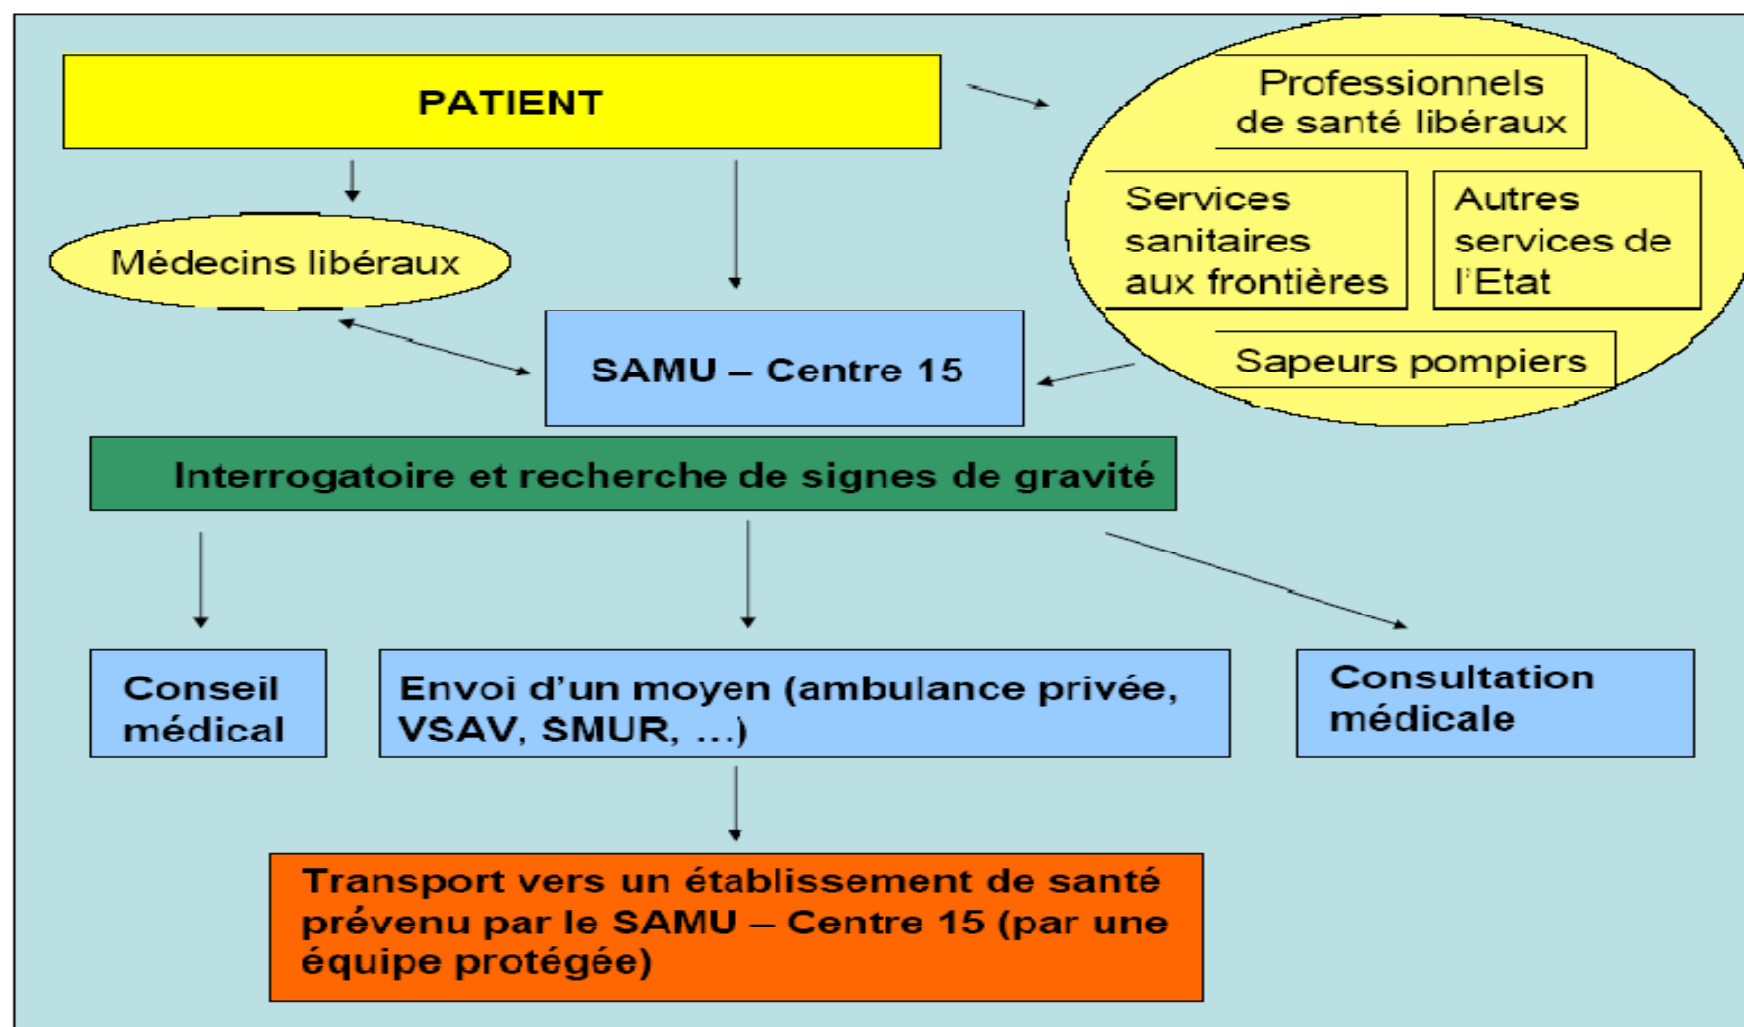 PATIENT
Professionnels
de santé libéraux
Services
sanitaires
aux frontières
Autres
services de
l'Etat
Médecins libéraux
SAMU – Centre 15
Sapeurs pompiers
Interrogatoire et recherche de signes de gravité
Conseil
médical
Envoi d'un moyen (ambulance privée,
VSAV, SMUR, ...)
Consultation
médicale
Transport vers un établissement de santé
prévenu par le SAMU – Centre 15 (par une
équipe protégée)